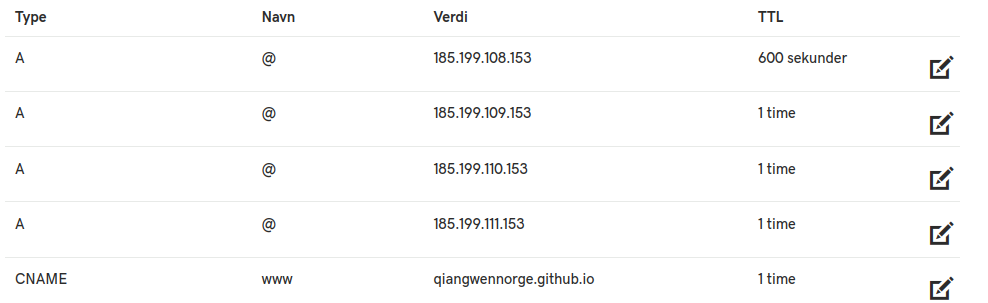 Type Navn Verdi TTL
A @ 185.199.108.153 600 sekunder
A @ 185.199.109.153 1 time
A @ 185.199.110.153 1 time
A @ 185.199.111.153 1 time
CNAME www qiangwennorge.github.io 1 time